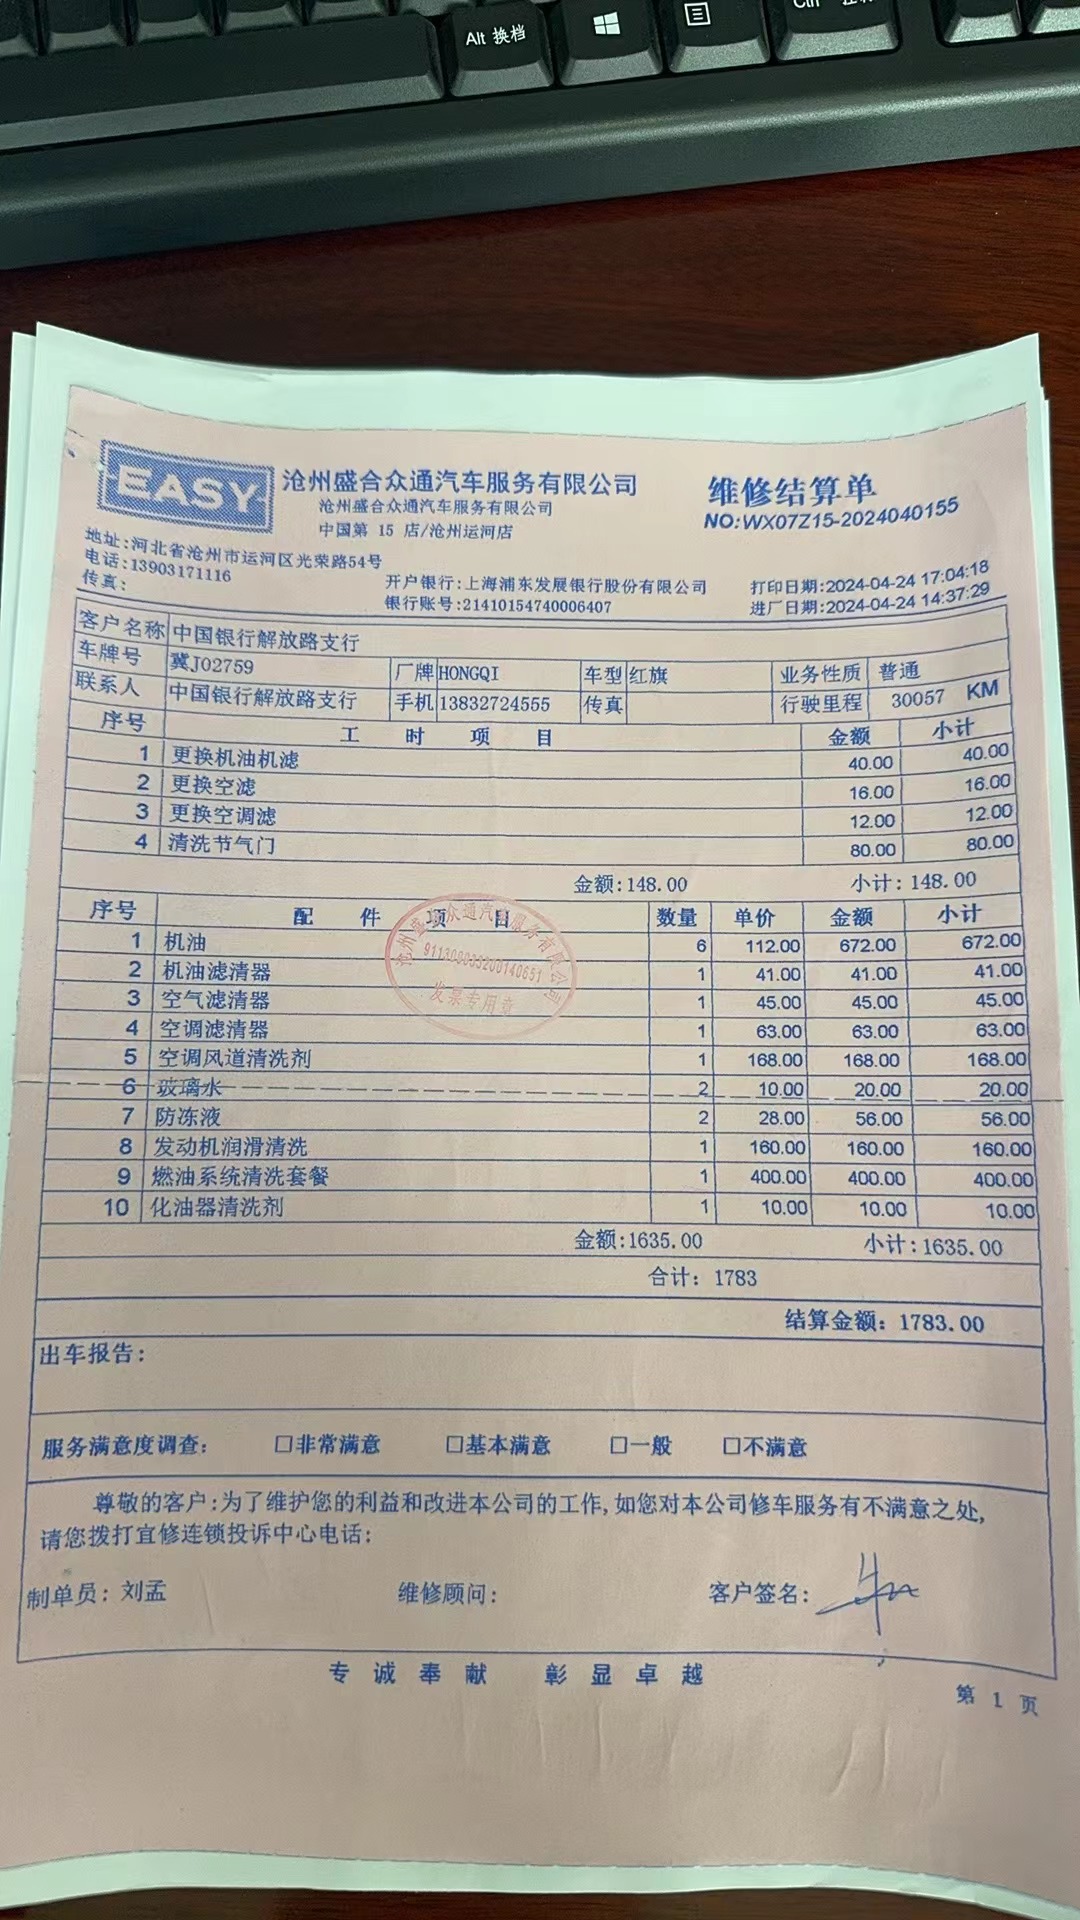 Alt 换档
Ctrl
EASY
沧州盛合众通汽车服务有限公司
沧州盛合众通汽车服务有限公司
中国第 15 店/沧州运河店
维修结算单
NO:WX07Z15-2024040155
地址:河北省沧州市运河区光荣路54号
电话:13903171116
传真:
开户银行:上海浦东发展银行股份有限公司
银行账号:21410154740006407
打印日期:2024-04-24 17:04:18
进厂日期:2024-04-24 14:37:29
客户名称 中国银行解放路支行
车牌号 冀J02759 厂牌 HONGQI 车型 红旗 业务性质 普通
联系人 中国银行解放路支行 手机 13832724555 传真 行驶里程 30057 KM
序号 工 时 项 目 金额 小计
1 更换机油机滤 40.00 40.00
2 更换空滤 16.00 16.00
3 更换空调滤 12.00 12.00
4 清洗节气门 80.00 80.00
金额:148.00 小计: 148.00
序号 配 件 项 目 数量 单价 金额 小计
1 机油 6 112.00 672.00 672.00
2 机油滤清器 1 41.00 41.00 41.00
3 空气滤清器 1 45.00 45.00 45.00
4 空调滤清器 1 63.00 63.00 63.00
5 空调风道清洗剂 1 168.00 168.00 168.00
6 玻璃水 2 10.00 20.00 20.00
7 防冻液 2 28.00 56.00 56.00
8 发动机润滑清洗 1 160.00 160.00 160.00
9 燃油系统清洗套餐 1 400.00 400.00 400.00
10 化油器清洗剂 1 10.00 10.00 10.00
沧州盛合众通汽车服务有限公司
发票专用章
金额:1635.00 小计:1635.00
合计: 1783
结算金额: 1783.00
出车报告:
服务满意度调查: □非常满意 □基本满意 □一般 □不满意
尊敬的客户:为了维护您的利益和改进本公司的工作,如您对本公司修车服务有不满意之处,
请您拨打宜修连锁投诉中心电话:
制单员: 刘孟 维修顾问: 客户签名:
专 诚 奉 献 彰 显 卓 越
第 1 页